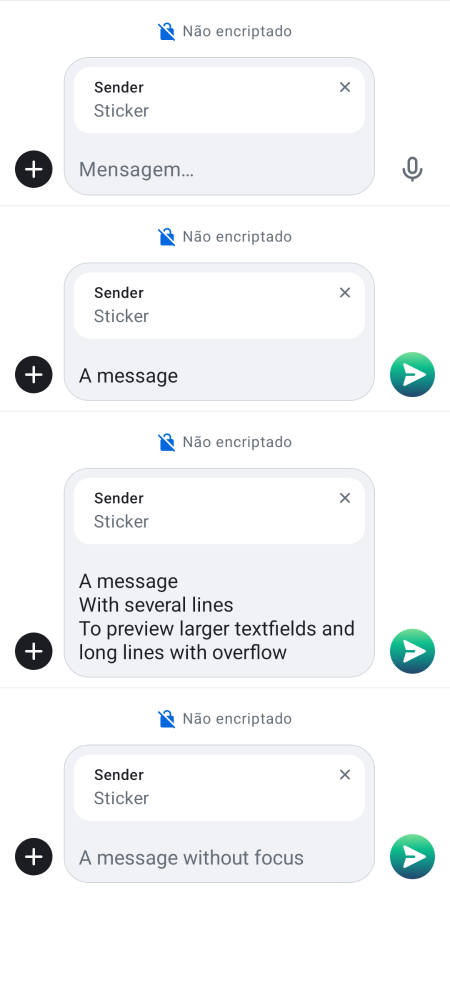 Não encriptado
Sender
Sticker
Mensagem…
Não encriptado
Sender
Sticker
A message
Não encriptado
Sender
Sticker
A message
With several lines
To preview larger textfields and
long lines with overflow
Não encriptado
Sender
Sticker
A message without focus